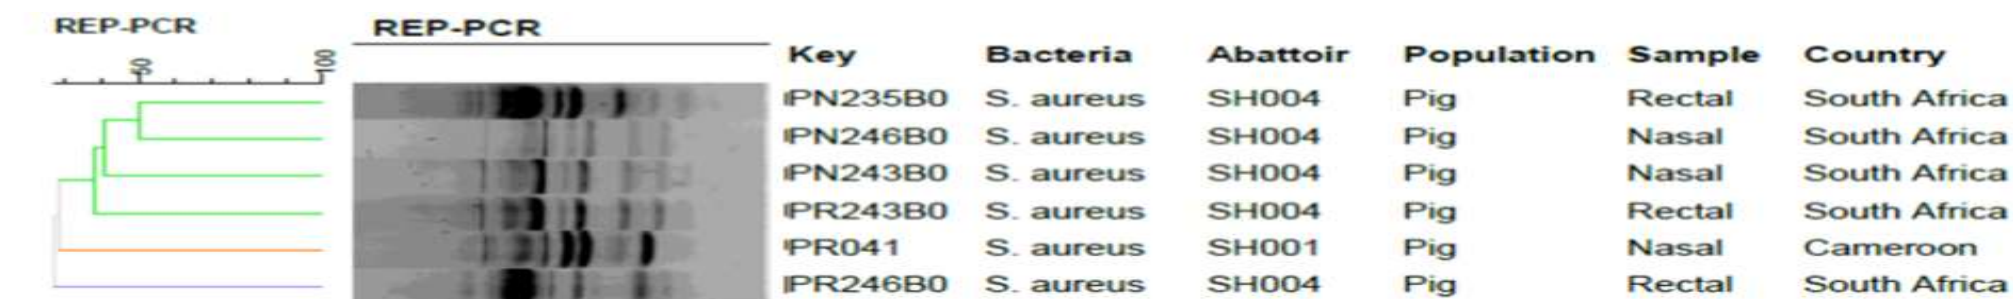 REP-PCR REP-PCR
50 100
Key Bacteria Abattoir Population Sample Country
PN235B0 S. aureus SH004 Pig Rectal South Africa
PN246B0 S. aureus SH004 Pig Nasal South Africa
PN243B0 S. aureus SH004 Pig Nasal South Africa
PR243B0 S. aureus SH004 Pig Rectal South Africa
PR041 S. aureus SH001 Pig Nasal Cameroon
PR246B0 S. aureus SH004 Pig Rectal South Africa